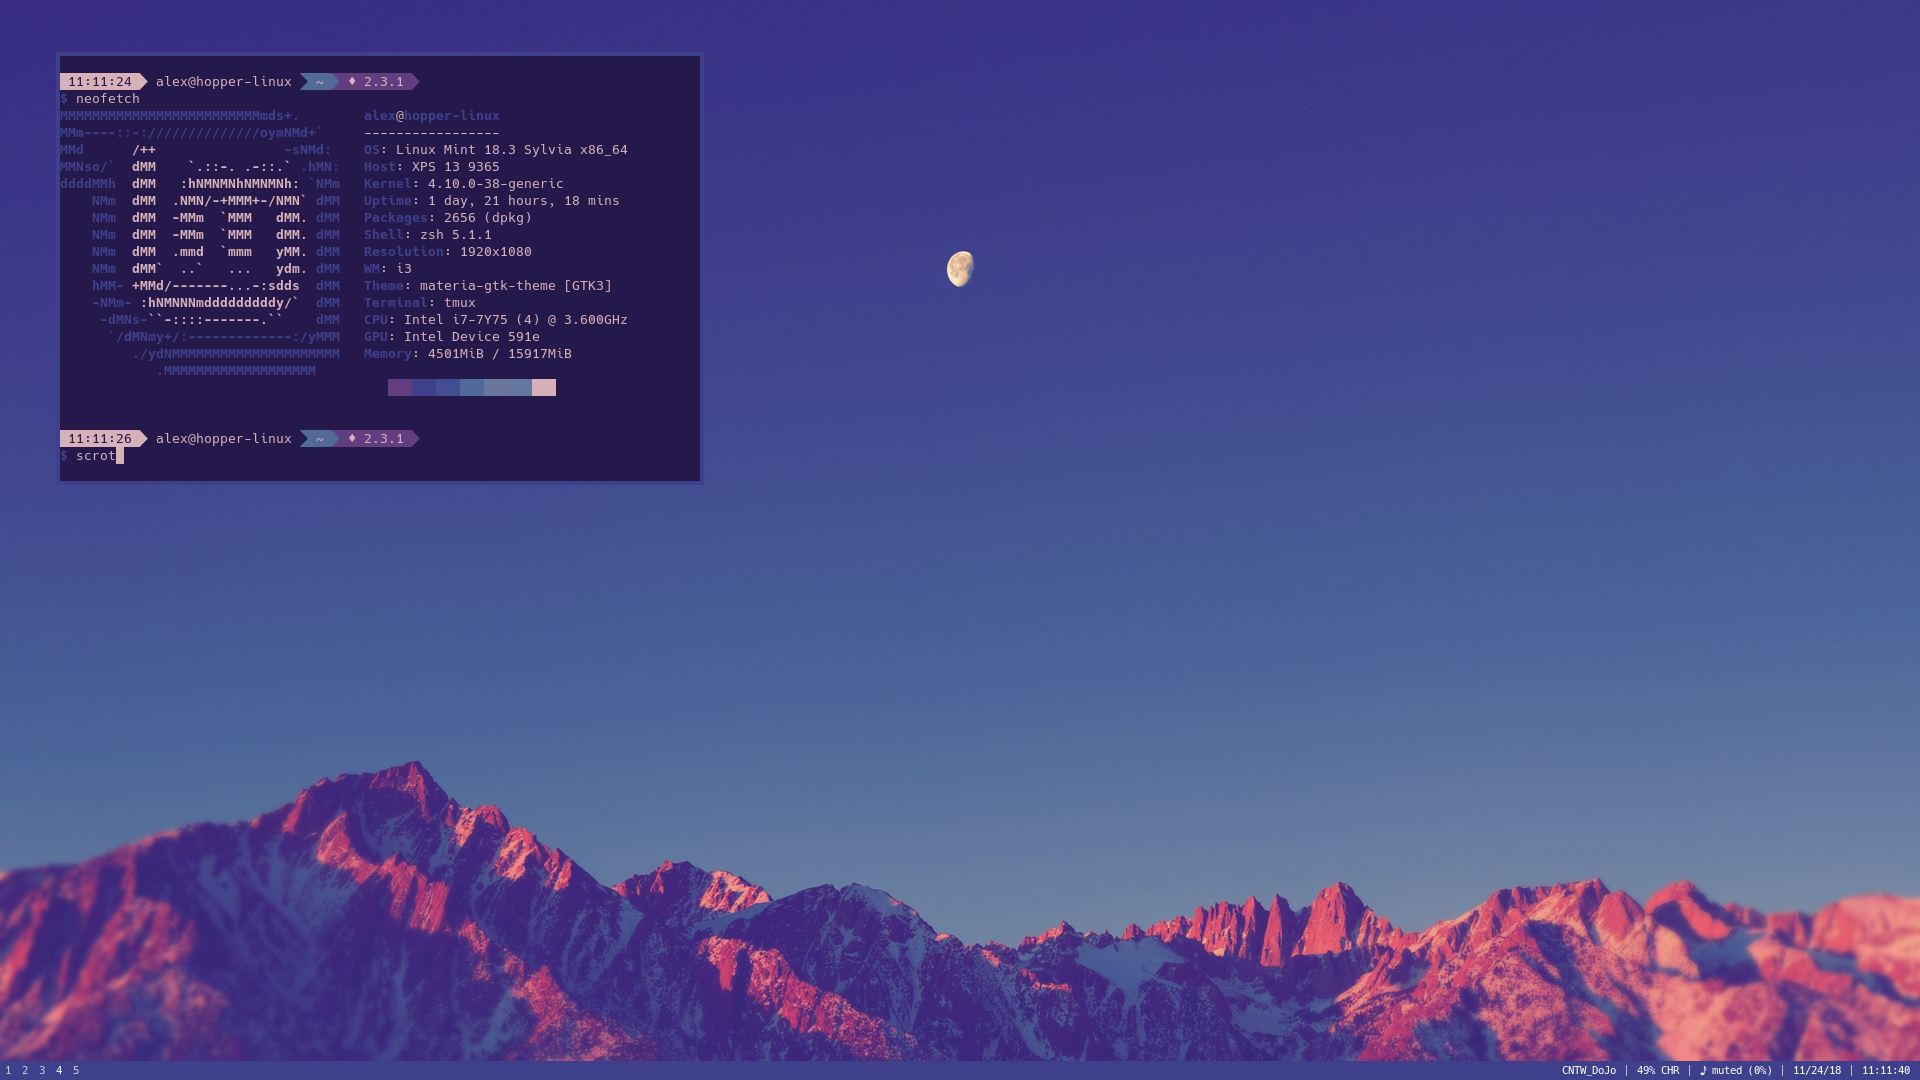 11:11:24 alex@hopper-linux ~ ♦ 2.3.1
$ neofetch
MMMMMMMMMMMMMMMMMMMMMMMMMmds+. alex@hopper-linux
MMm----::-://////////////oymNMd+` -----------------
MMd /++ -sNMd: OS: Linux Mint 18.3 Sylvia x86_64
MMNso/` dMM `.::-. .-::.` .hMN: Host: XPS 13 9365
ddddMMh dMM :hNMNMNhNMNMNh: `NMm Kernel: 4.10.0-38-generic
NMm dMM .NMN/-+MMM+-/NMN` dMM Uptime: 1 day, 21 hours, 18 mins
NMm dMM -MMm `MMM dMM. dMM Packages: 2656 (dpkg)
NMm dMM -MMm `MMM dMM. dMM Shell: zsh 5.1.1
NMm dMM .mmd `mmm yMM. dMM Resolution: 1920x1080
NMm dMM` ..` ... ydm. dMM WM: i3
hMM- +MMd/-------...-:sdds dMM Theme: materia-gtk-theme [GTK3]
-NMm- :hNMNNNmdddddddddy/` dMM Terminal: tmux
-dMNs-``-::::-------.`` dMM CPU: Intel i7-7Y75 (4) @ 3.600GHz
`/dMNmy+/:-------------:/yMMM GPU: Intel Device 591e
./ydNMMMMMMMMMMMMMMMMMMMMM Memory: 4501MiB / 15917MiB
.MMMMMMMMMMMMMMMMMMM
11:11:26 alex@hopper-linux ~ ♦ 2.3.1
$ scrot
1 2 3 4 5 CNTW_DoJo | 49% CHR | ♪ muted (0%) | 11/24/18 | 11:11:40